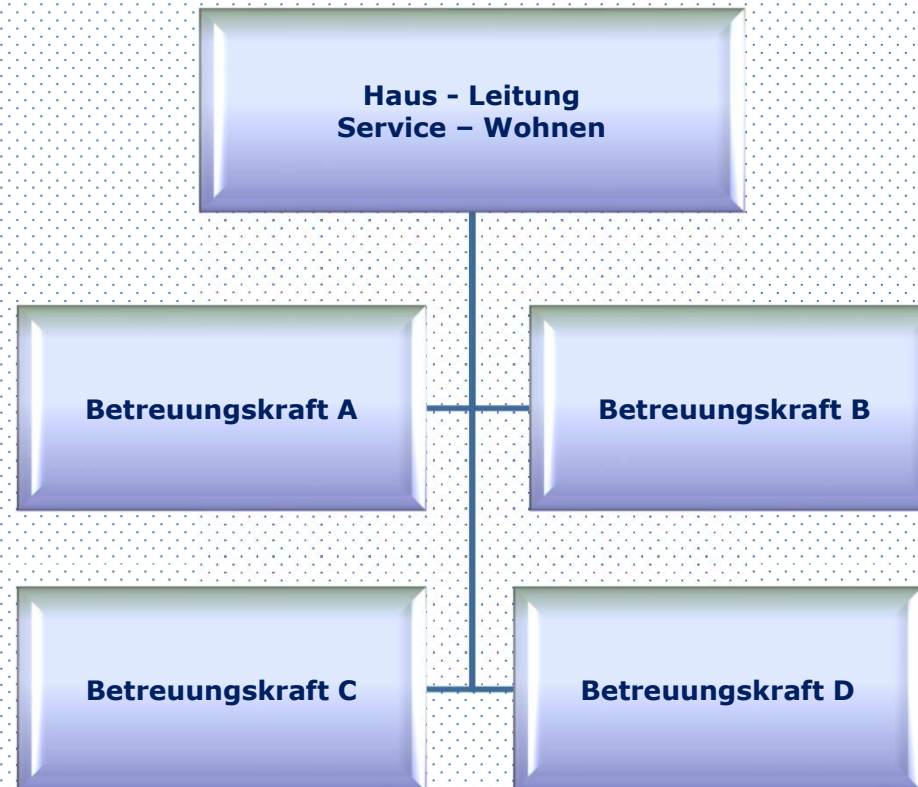 Haus - Leitung
Service – Wohnen
Betreuungskraft A
Betreuungskraft B
Betreuungskraft C
Betreuungskraft D